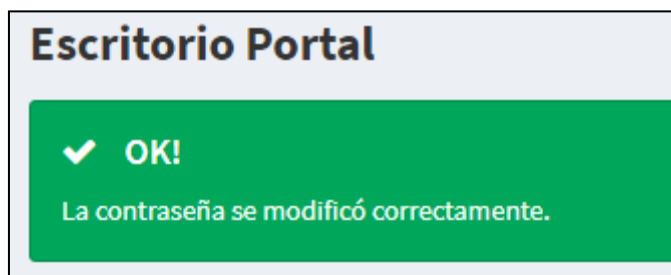 Escritorio Portal
OK!
La contraseña se modificó correctamente.